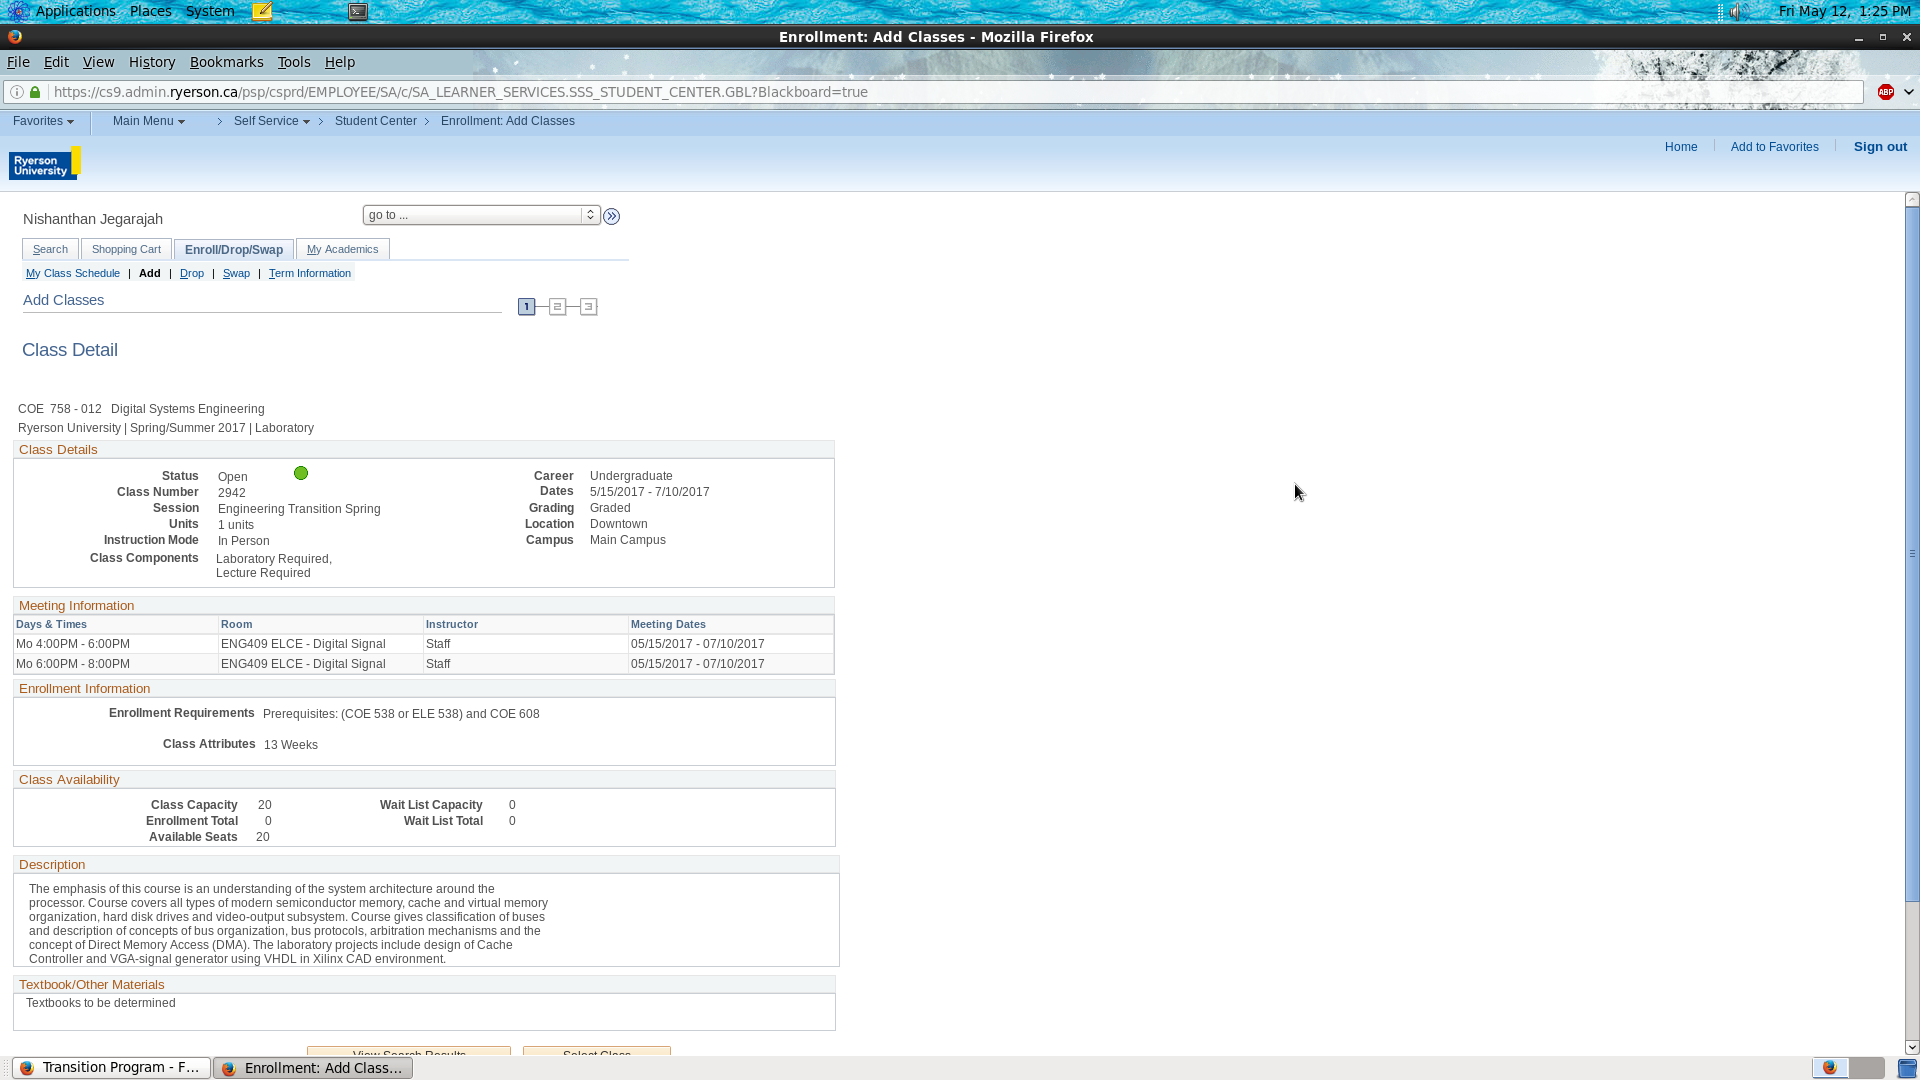 Applications Places System Fri May 12, 1:25 PM
Enrollment: Add Classes - Mozilla Firefox
File Edit View History Bookmarks Tools Help
https://cs9.admin.ryerson.ca/psp/csprd/EMPLOYEE/SA/c/SA_LEARNER_SERVICES.SSS_STUDENT_CENTER.GBL?Blackboard=true ABP
Favorites Main Menu > Self Service > Student Center > Enrollment: Add Classes
Home Add to Favorites Sign out
Ryerson
University
Nishanthan Jegarajah go to ...
Search Shopping Cart Enroll/Drop/Swap My Academics
My Class Schedule | Add | Drop | Swap | Term Information
Add Classes 1 2 3
Class Detail
COE 758 - 012 Digital Systems Engineering
Ryerson University | Spring/Summer 2017 | Laboratory
Class Details
Status Open Career Undergraduate
Class Number 2942 Dates 5/15/2017 - 7/10/2017
Session Engineering Transition Spring Grading Graded
Units 1 units Location Downtown
Instruction Mode In Person Campus Main Campus
Class Components Laboratory Required,
Lecture Required
Meeting Information
Days & Times Room Instructor Meeting Dates
Mo 4:00PM - 6:00PM ENG409 ELCE - Digital Signal Staff 05/15/2017 - 07/10/2017
Mo 6:00PM - 8:00PM ENG409 ELCE - Digital Signal Staff 05/15/2017 - 07/10/2017
Enrollment Information
Enrollment Requirements Prerequisites: (COE 538 or ELE 538) and COE 608
Class Attributes 13 Weeks
Class Availability
Class Capacity 20 Wait List Capacity 0
Enrollment Total 0 Wait List Total 0
Available Seats 20
Description
The emphasis of this course is an understanding of the system architecture around the
processor. Course covers all types of modern semiconductor memory, cache and virtual memory
organization, hard disk drives and video-output subsystem. Course gives classification of buses
and description of concepts of bus organization, bus protocols, arbitration mechanisms and the
concept of Direct Memory Access (DMA). The laboratory projects include design of Cache
Controller and VGA-signal generator using VHDL in Xilinx CAD environment.
Textbook/Other Materials
Textbooks to be determined
View Search Results Select Class
Transition Program - F... Enrollment: Add Class...